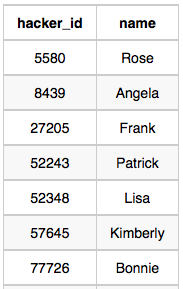 hacker_id name
5580 Rose
8439 Angela
27205 Frank
52243 Patrick
52348 Lisa
57645 Kimberly
77726 Bonnie